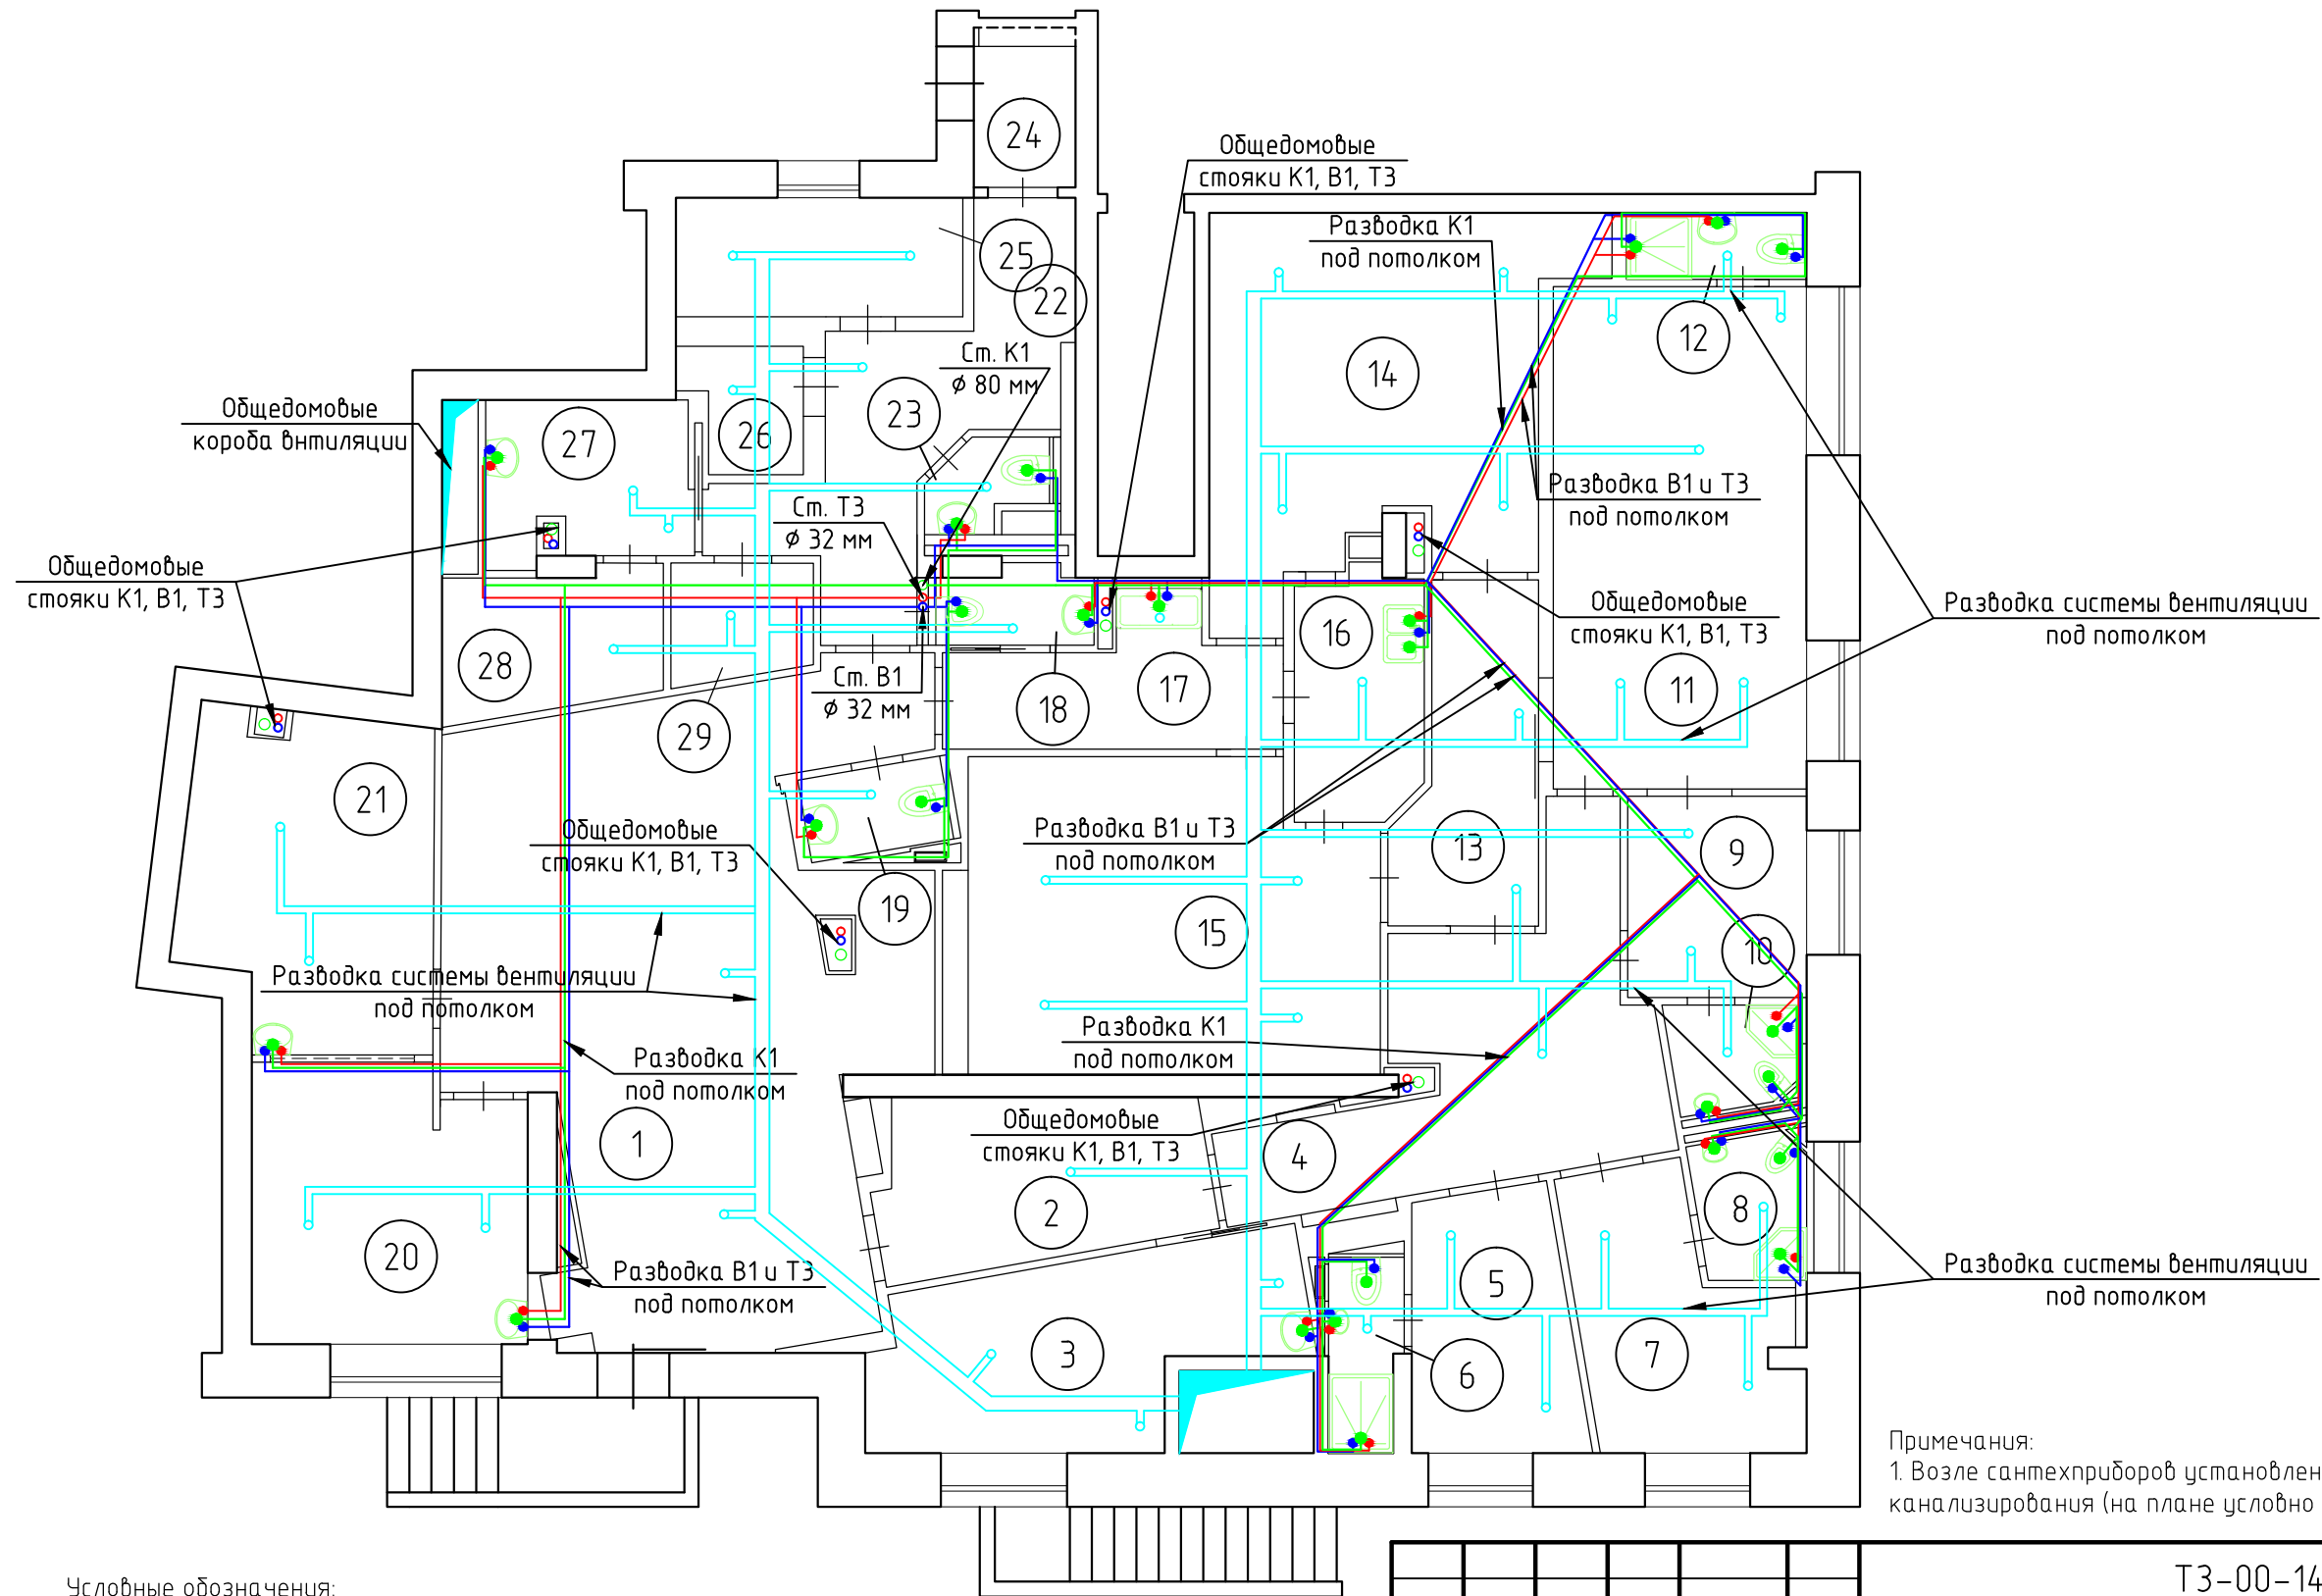 24
Общедомовые
стояки К1, В1, Т3
Разводка К1
под потолком
25
22
12
Ст. К1
ϕ 80 мм
14
Общедомовые
короба внтиляции
27
26
23
Разводка В1 и Т3
под потолком
Ст. Т3
ϕ 32 мм
Общедомовые
стояки К1, В1, Т3
Общедомовые
стояки К1, В1, Т3
Разводка системы вентиляции
под потолком
16
28
Ст. В1
ϕ 32 мм
18
17
11
29
21
Общедомовые
стояки К1, В1, Т3
Разводка В1 и Т3
под потолком
13
9
19
15
10
Разводка системы вентиляции
под потолком
Разводка К1
под потолком
Разводка К1
под потолком
1
Общедомовые
стояки К1, В1, Т3
4
2
8
20
Разводка В1 и Т3
под потолком
5
Разводка системы вентиляции
под потолком
3
6
7
Примечания:
1. Возле сантехприборов установлен
канализирования (на плане условно
Условные обозначения:
ТЗ-00-14